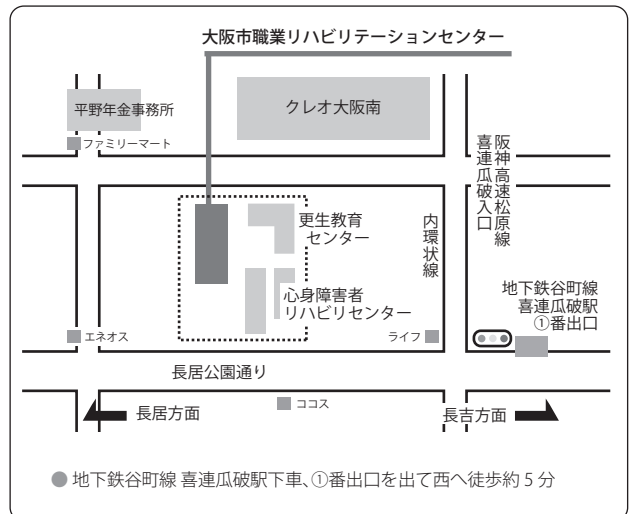 大阪市職業リハビリテーションセンター
平野年金事務所
クレオ大阪南
ファミリーマート
阪神高速松原線
喜連瓜破入口
更生教育
センター
内環状線
心身障害者
リハビリセンター
地下鉄谷町線
喜連瓜破駅
①番出口
エネオス
ライフ
長居公園通り
ココス
長居方面
長吉方面
● 地下鉄谷町線 喜連瓜破駅下車、①番出口を出て西へ徒歩約 5 分